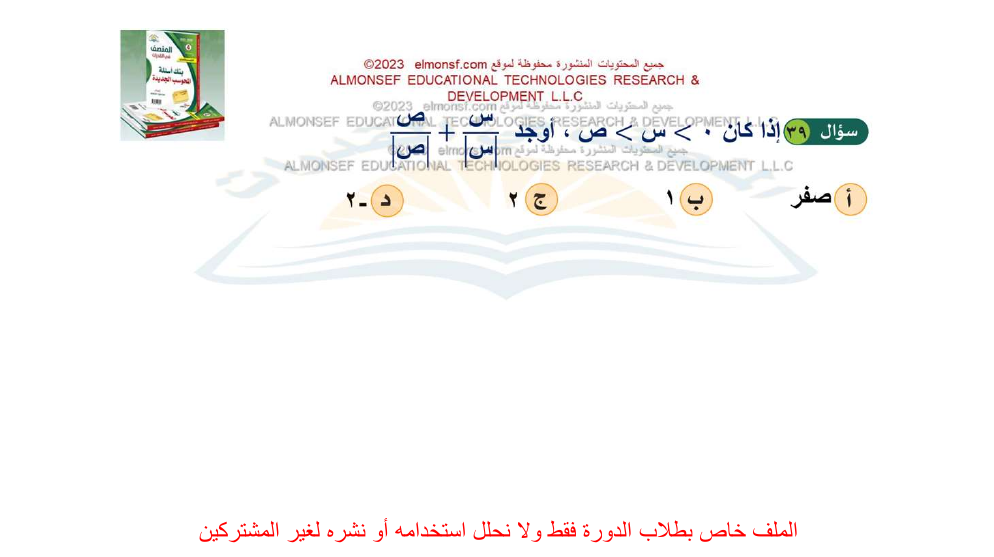 جميع المحتويات المنشورة محفوظة لموقع elmonsf.com ©2023
ALMONSEF EDUCATIONAL TECHNOLOGIES RESEARCH &
DEVELOPMENT L.L.C
جميع المحتويات المنشورة محفوظة لموقع elmonsf.com ©2023
ALMONSEF EDUCATIONAL TECHNOLOGIES RESEARCH & DEVELOPMENT L.L.C
سؤال ٣٩ إذا كان ٠ > س > ص ، أوجد س/|س| + ص/|ص|
جميع المحتويات المنشورة محفوظة لموقع elmonsf.com
ALMONSEF EDUCATIONAL TECHNOLOGIES RESEARCH & DEVELOPMENT L.L.C
أ صفر ب ١ ج ٢ د -٢
المنصف
بنك أسئلة
المحوسب الجديدة
الملف خاص بطلاب الدورة فقط ولا نحلل استخدامه أو نشره لغير المشتركين